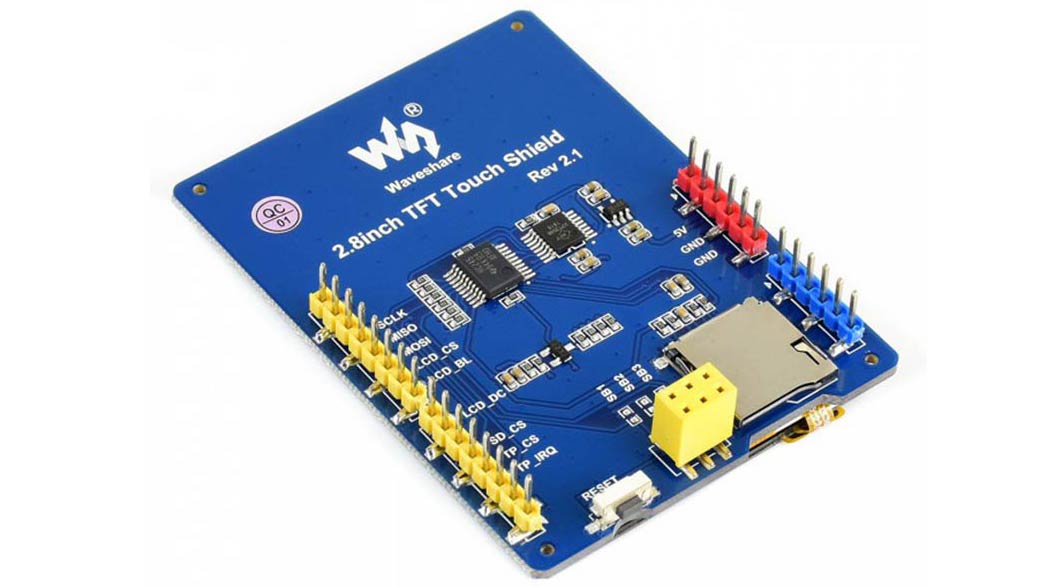 ®
Waveshare
2.8inch TFT Touch Shield
Rev 2.1
QC
01
5V
GND
GND
SCLK
MISO
MOSI
LCD_CS
LCD_BL
LCD_DC
SD_CS
TP_CS
TP_IRQ
SB1
SB2
SB3
RESET